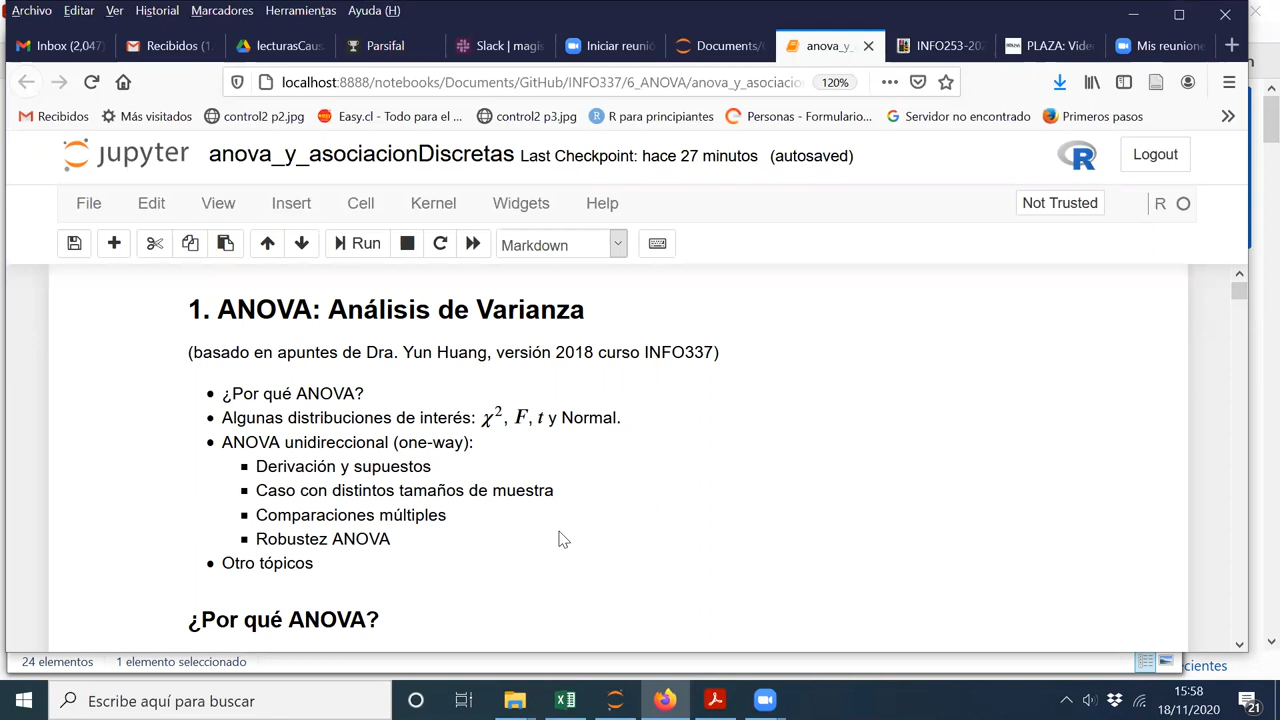 Archivo Editar Ver Historial Marcadores Herramientas Ayuda (H)
Inbox (2,047) Recibidos (1. lecturasCaus Parsifal Slack | magis Iniciar reunió Documents/ anova_y_ INFO253-20 PLAZA: Vide Mis reunione
localhost:8888/notebooks/Documents/GitHub/INFO337/6_ANOVA/anova_y_asociacio 120%
Recibidos Más visitados control2 p2.jpg Easy.cl - Todo para el ... control2 p3.jpg R para principiantes Personas - Formulario... Servidor no encontrado Primeros pasos
jupyter anova_y_asociacionDiscretas Last Checkpoint: hace 27 minutos (autosaved) Logout
File Edit View Insert Cell Kernel Widgets Help Not Trusted R
Run Markdown
1. ANOVA: Análisis de Varianza
(basado en apuntes de Dra. Yun Huang, versión 2018 curso INFO337)
• ¿Por qué ANOVA?
• Algunas distribuciones de interés: χ², F, t y Normal.
• ANOVA unidireccional (one-way):
▪ Derivación y supuestos
▪ Caso con distintos tamaños de muestra
▪ Comparaciones múltiples
▪ Robustez ANOVA
• Otro tópicos
¿Por qué ANOVA?
24 elementos 1 elemento seleccionado ecientes
Escribe aquí para buscar 15:58
18/11/2020 21